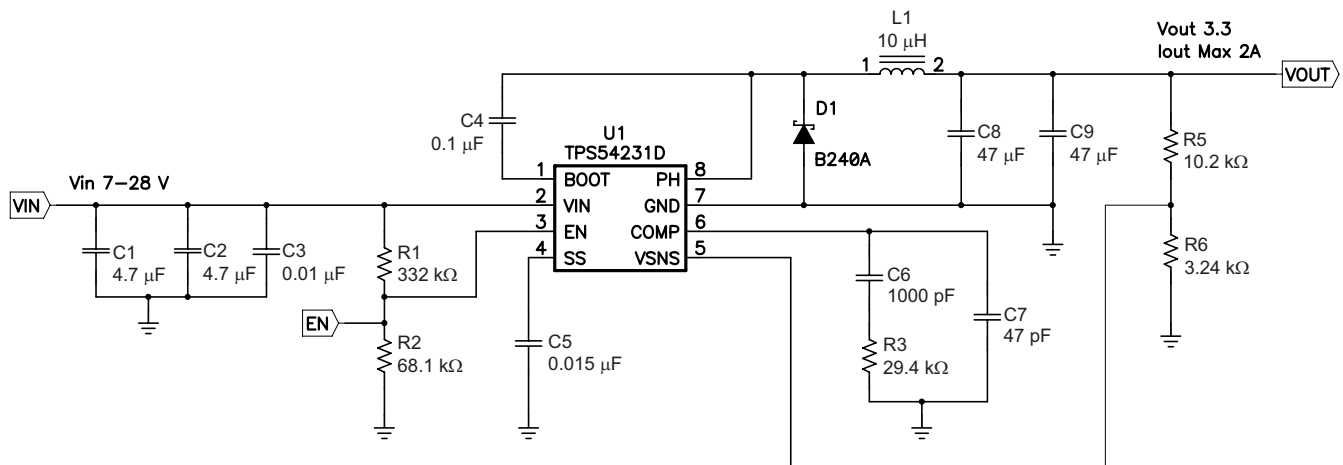 L1
10 μH
Vout 3.3
Iout Max 2A
1
2
VOUT
C4
0.1 μF
D1
B240A
C8
47 μF
C9
47 μF
R5
10.2 kΩ
U1
TPS54231D
1
BOOT
PH
8
2
VIN
GND
7
3
EN
COMP
6
4
SS
VSNS
5
Vin 7–28 V
VIN
C1
4.7 μF
C2
4.7 μF
C3
0.01 μF
R1
332 kΩ
R6
3.24 kΩ
C6
1000 pF
C7
47 pF
EN
R2
68.1 kΩ
C5
0.015 μF
R3
29.4 kΩ